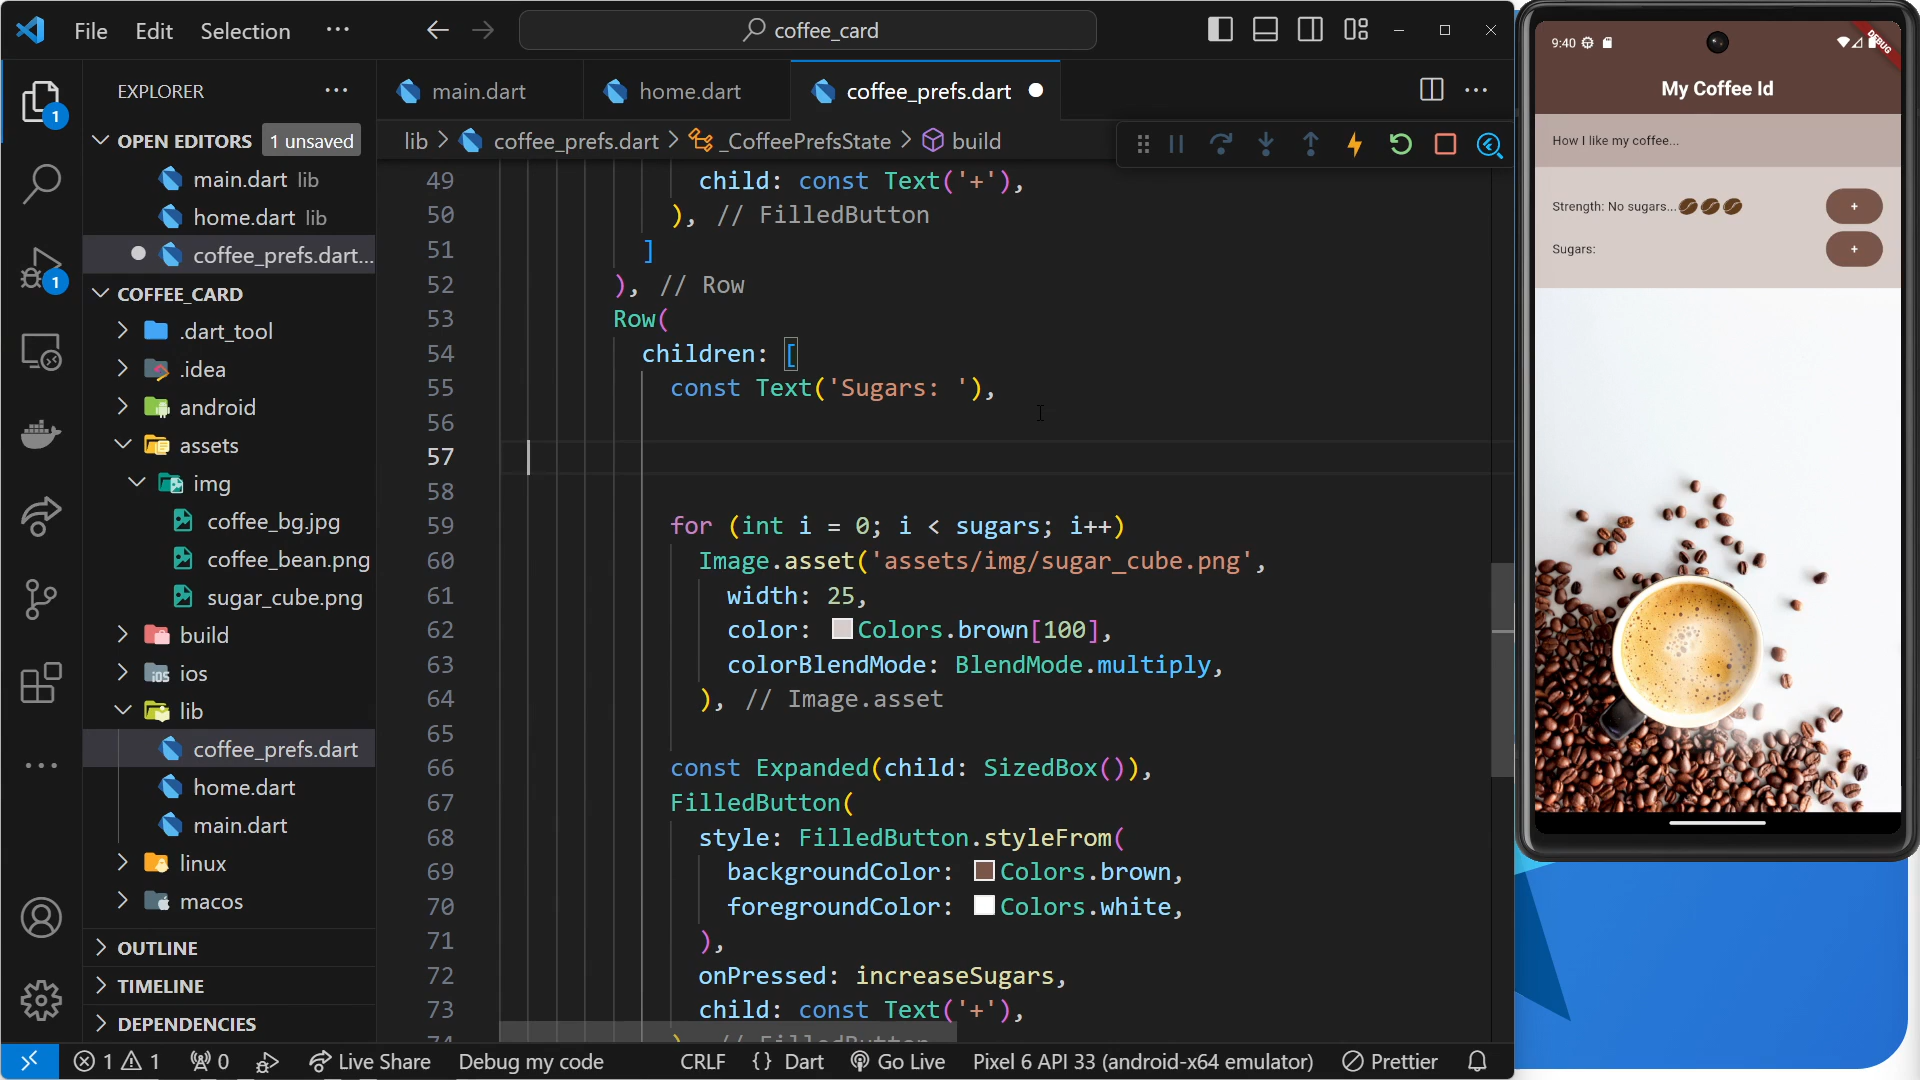 File Edit Selection ···
coffee_card
EXPLORER
OPEN EDITORS 1 unsaved
main.dart lib
home.dart lib
coffee_prefs.dart...
COFFEE_CARD
.dart_tool
.idea
android
assets
img
coffee_bg.jpg
coffee_bean.png
sugar_cube.png
build
ios
lib
coffee_prefs.dart
home.dart
main.dart
linux
macos
OUTLINE
TIMELINE
DEPENDENCIES
1
1
main.dart home.dart coffee_prefs.dart
lib > coffee_prefs.dart > _CoffeePrefsState > build
49 child: const Text('+'),
50 ), // FilledButton
51 ]
52 ), // Row
53 Row(
54 children: [
55 const Text('Sugars: '),
56
57
58
59 for (int i = 0; i < sugars; i++)
60 Image.asset('assets/img/sugar_cube.png',
61 width: 25,
62 color: Colors.brown[100],
63 colorBlendMode: BlendMode.multiply,
64 ), // Image.asset
65
66 const Expanded(child: SizedBox()),
67 FilledButton(
68 style: FilledButton.styleFrom(
69 backgroundColor: Colors.brown,
70 foregroundColor: Colors.white,
71 ),
72 onPressed: increaseSugars,
73 child: const Text('+'),
74 ), // FilledButton
1 1 0 Live Share Debug my code CRLF {} Dart Go Live Pixel 6 API 33 (android-x64 emulator) Prettier
9:40
DEBUG
My Coffee Id
How I like my coffee...
Strength: No sugars... +
Sugars: +